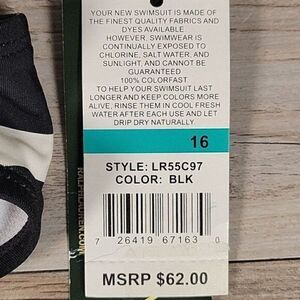 YOUR NEW SWIMSUIT IS MADE OF
THE FINEST QUALITY FABRICS AND
DYES AVAILABLE
HOWEVER, SWIMWEAR IS
CONTINUALLY EXPOSED TO
CHLORINE, SALT WATER, AND
SUNLIGHT, AND CANNOT BE
GUARANTEED
100% COLORFAST
TO HELP YOUR SWIMSUIT LAST
LONGER AND KEEP COLORS MORE
ALIVE, RINSE THEM IN COOL FRESH
WATER AFTER EACH USE AND LET
DRIP DRY NATURALLY.
16
STYLE: LR55C97
COLOR: BLK
7 26419 67163 0
MSRP $62.00
RALPHLAUREN.COM